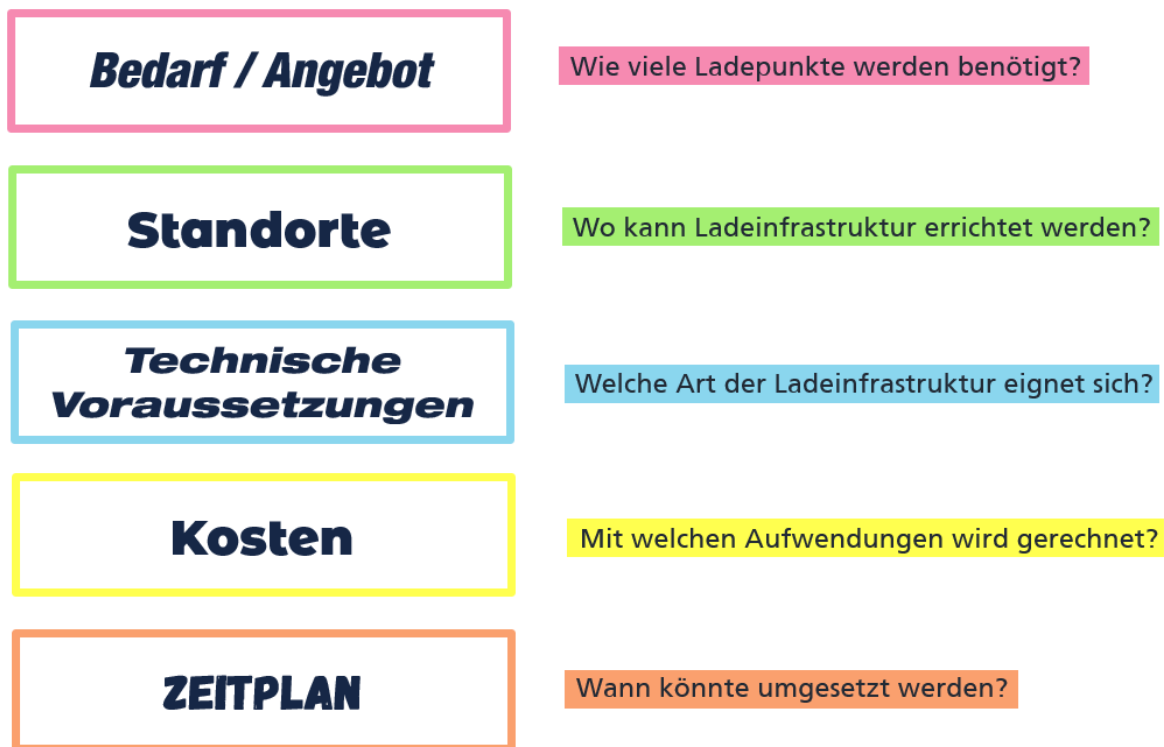 Bedarf / Angebot
Wie viele Ladepunkte werden benötigt?
Standorte
Wo kann Ladeinfrastruktur errichtet werden?
Technische
Voraussetzungen
Welche Art der Ladeinfrastruktur eignet sich?
Kosten
Mit welchen Aufwendungen wird gerechnet?
ZEITPLAN
Wann könnte umgesetzt werden?